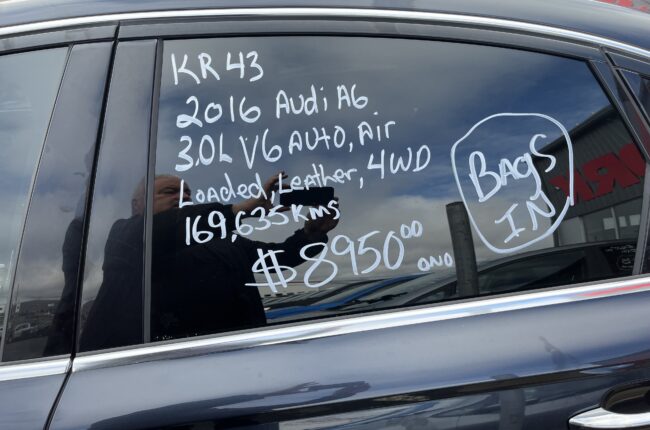 KR43
2016 Audi A6
3.0L V6 Auto, Air
Loaded, Leather, 4WD
169,635 Kms
$8950.00 ONO
BAGS
IN